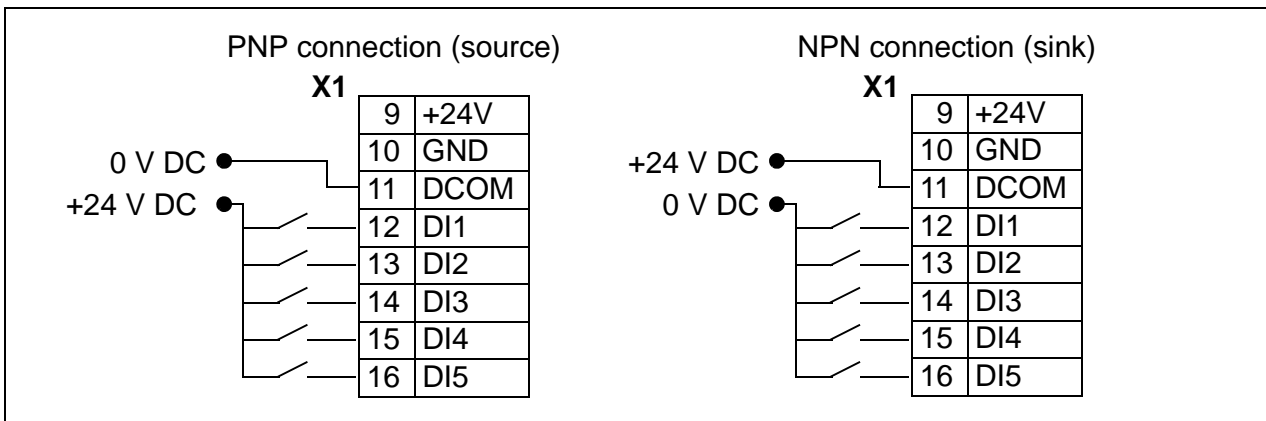 PNP connection (source)
X1
9 +24V
10 GND
11 DCOM
12 DI1
13 DI2
14 DI3
15 DI4
16 DI5
0 V DC
+24 V DC
NPN connection (sink)
X1
9 +24V
10 GND
11 DCOM
12 DI1
13 DI2
14 DI3
15 DI4
16 DI5
+24 V DC
0 V DC